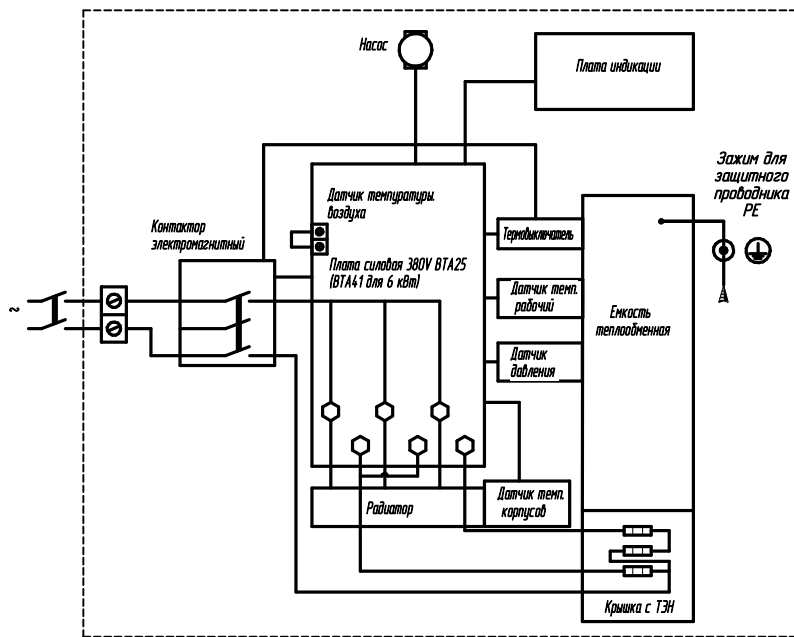 Насос
Плата индикации
Зажим для
защитного
проводника
PE
Датчик температуры.
воздуха
Контактор
электромагнитный
Термовыключатель
Плата силовая 380V BTA25
(BTA41 для 6 кВт)
Датчик темп.
рабочий
Емкость
теплообменная
~
Датчик
давления
Радиатор
Датчик темп.
корпусов
Крышка с ТЭН